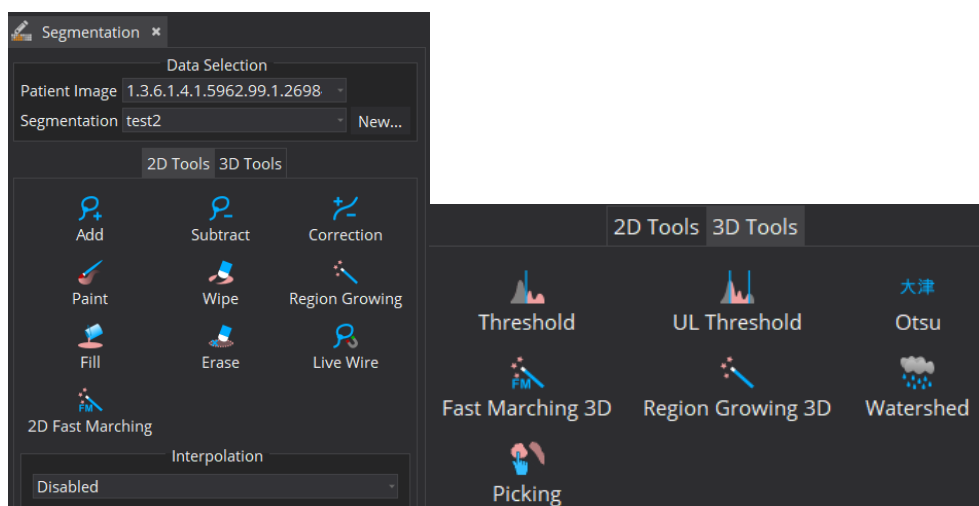 Segmentation ×
Data Selection
Patient Image 1.3.6.1.4.1.5962.99.1.2698
Segmentation test2 New...
2D Tools 3D Tools
Add Subtract Correction
Paint Wipe Region Growing
Fill Erase Live Wire
FM
2D Fast Marching
Interpolation
Disabled
2D Tools 3D Tools
大津
Threshold UL Threshold Otsu
FM
Fast Marching 3D Region Growing 3D Watershed
Picking